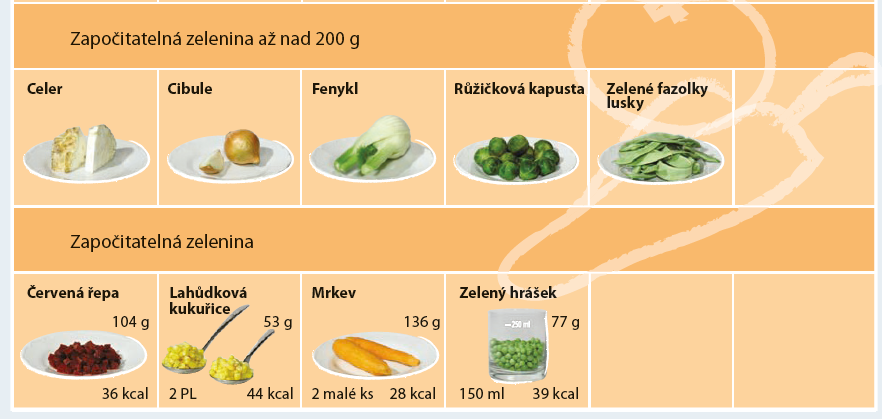 Započitatelná zelenina až nad 200 g
Celer
Cibule
Fenykl
Růžičková kapusta
Zelené fazolky
lusky
Započitatelná zelenina
Červená řepa
104 g
36 kcal
Lahůdková
kukuřice
53 g
2 PL
44 kcal
Mrkev
136 g
2 malé ks
28 kcal
Zelený hrášek
250 ml
77 g
150 ml
39 kcal